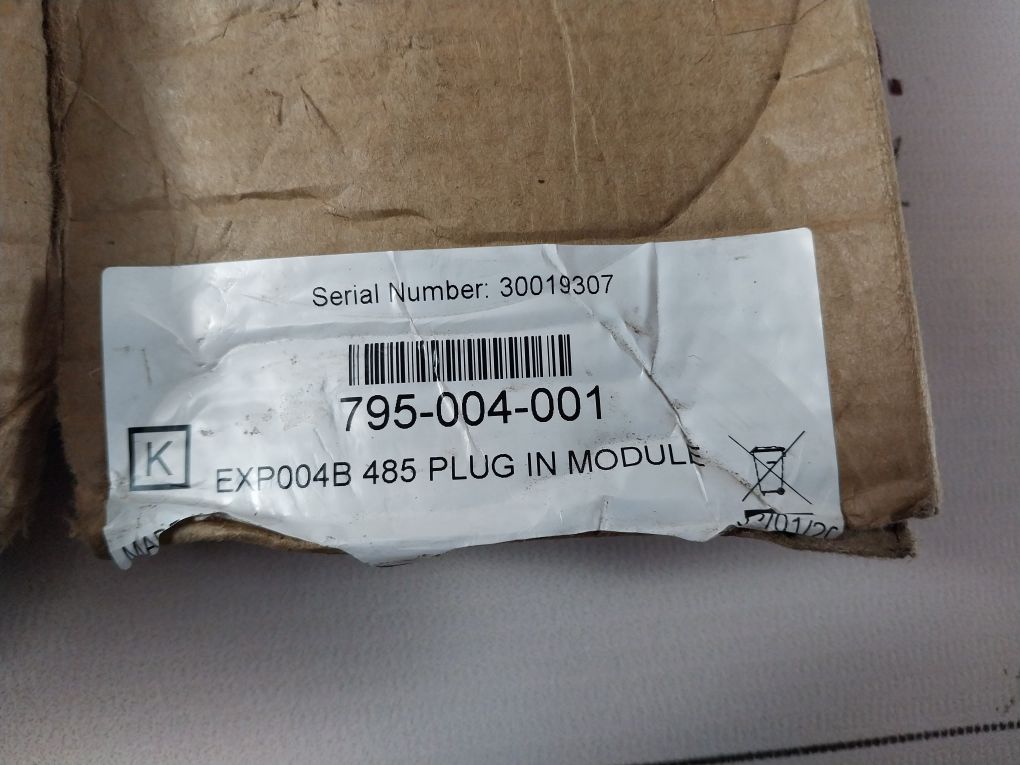 Serial Number: 30019307
795-004-001
K
EXP004B 485 PLUG IN MODULE